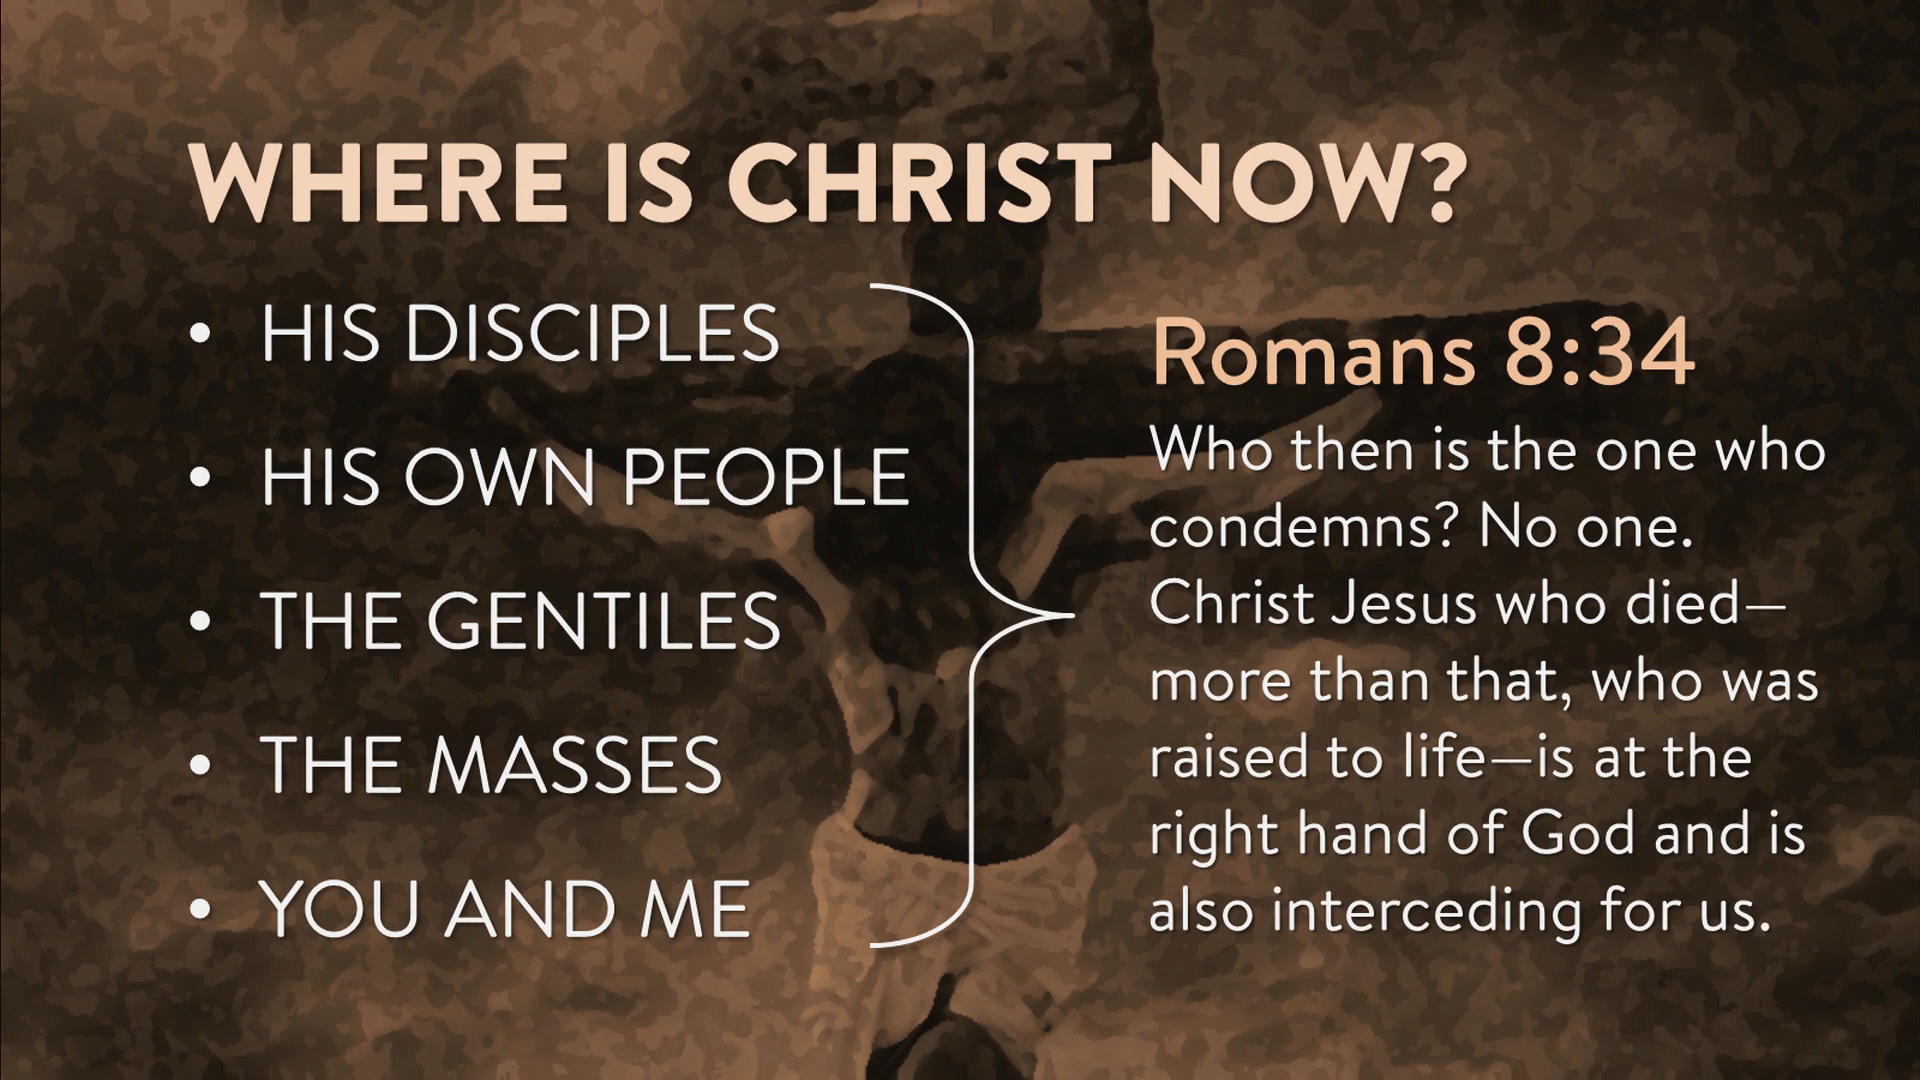 WHERE IS CHRIST NOW?
• HIS DISCIPLES
• HIS OWN PEOPLE
• THE GENTILES
• THE MASSES
• YOU AND ME
Romans 8:34
Who then is the one who
condemns? No one.
Christ Jesus who died—
more than that, who was
raised to life—is at the
right hand of God and is
also interceding for us.